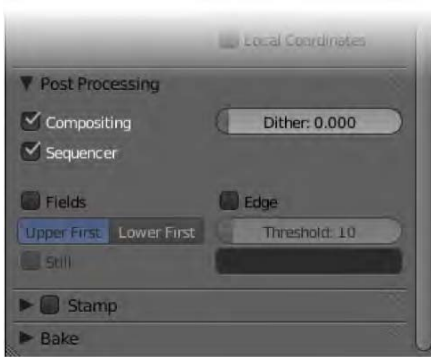 Local Coordinates
Post Processing
Compositing
Dither: 0.000
Sequencer
Fields
Edge
Upper First
Lower First
Threshold: 10
Still
Stamp
Bake